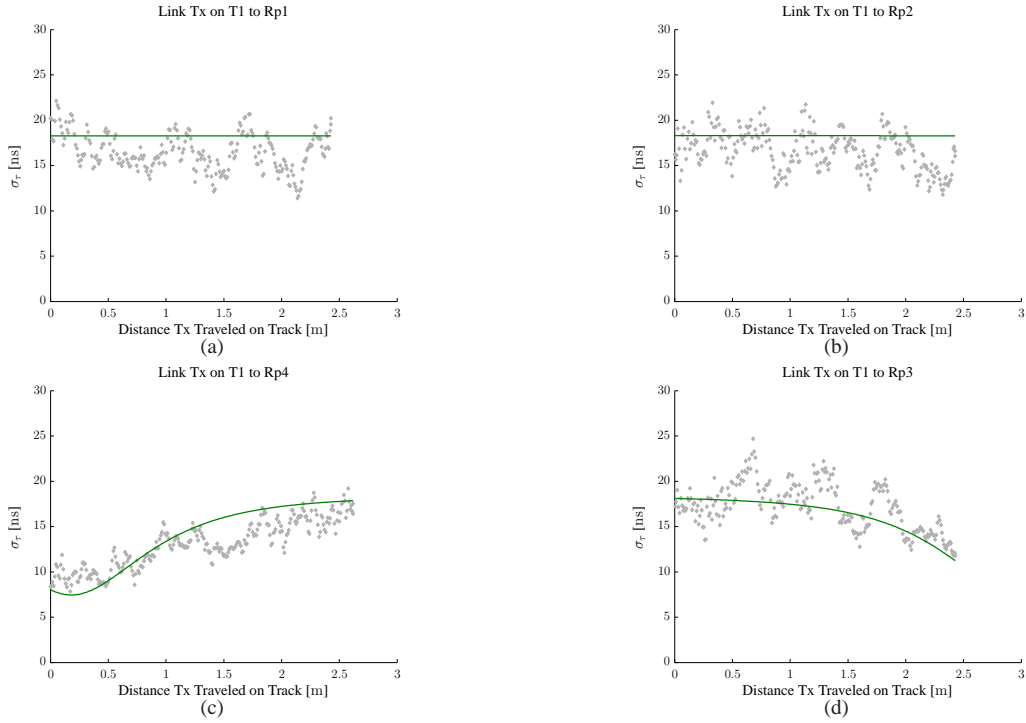 Link Tx on T1 to Rp1
30
25
20
15
10
5
0
σ_τ [ns]
0 0.5 1 1.5 2 2.5 3
Distance Tx Traveled on Track [m]
(a)
Link Tx on T1 to Rp2
30
25
20
15
10
5
0
σ_τ [ns]
0 0.5 1 1.5 2 2.5 3
Distance Tx Traveled on Track [m]
(b)
Link Tx on T1 to Rp4
30
25
20
15
10
5
0
σ_τ [ns]
0 0.5 1 1.5 2 2.5 3
Distance Tx Traveled on Track [m]
(c)
Link Tx on T1 to Rp3
30
25
20
15
10
5
0
σ_τ [ns]
0 0.5 1 1.5 2 2.5 3
Distance Tx Traveled on Track [m]
(d)